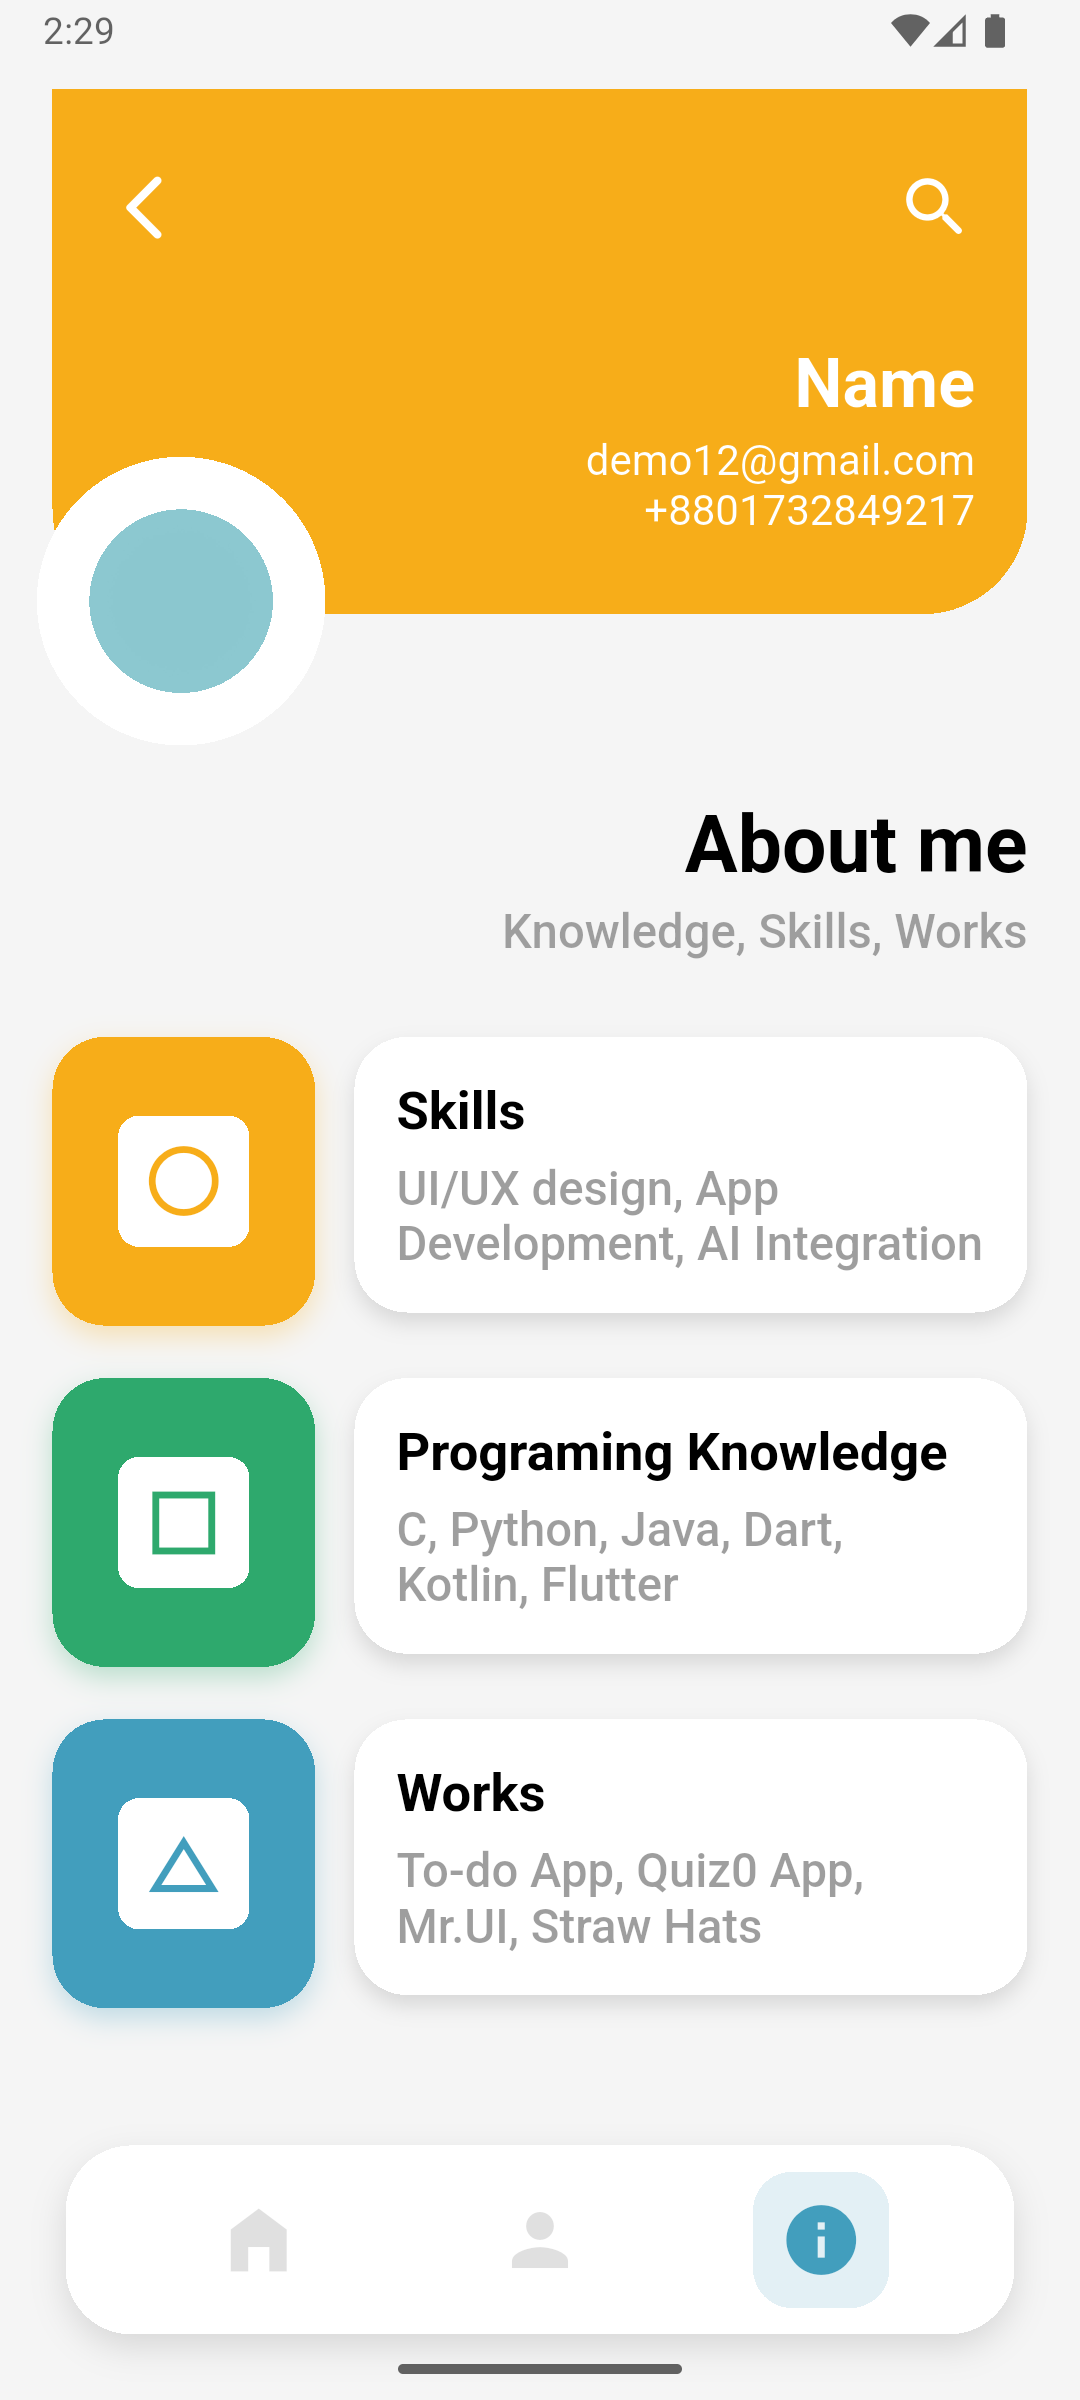 2:29
Name
demo12@gmail.com
+8801732849217
About me
Knowledge, Skills, Works
Skills
UI/UX design, App
Development, AI Integration
Programing Knowledge
C, Python, Java, Dart,
Kotlin, Flutter
Works
To-do App, Quiz0 App,
Mr.UI, Straw Hats